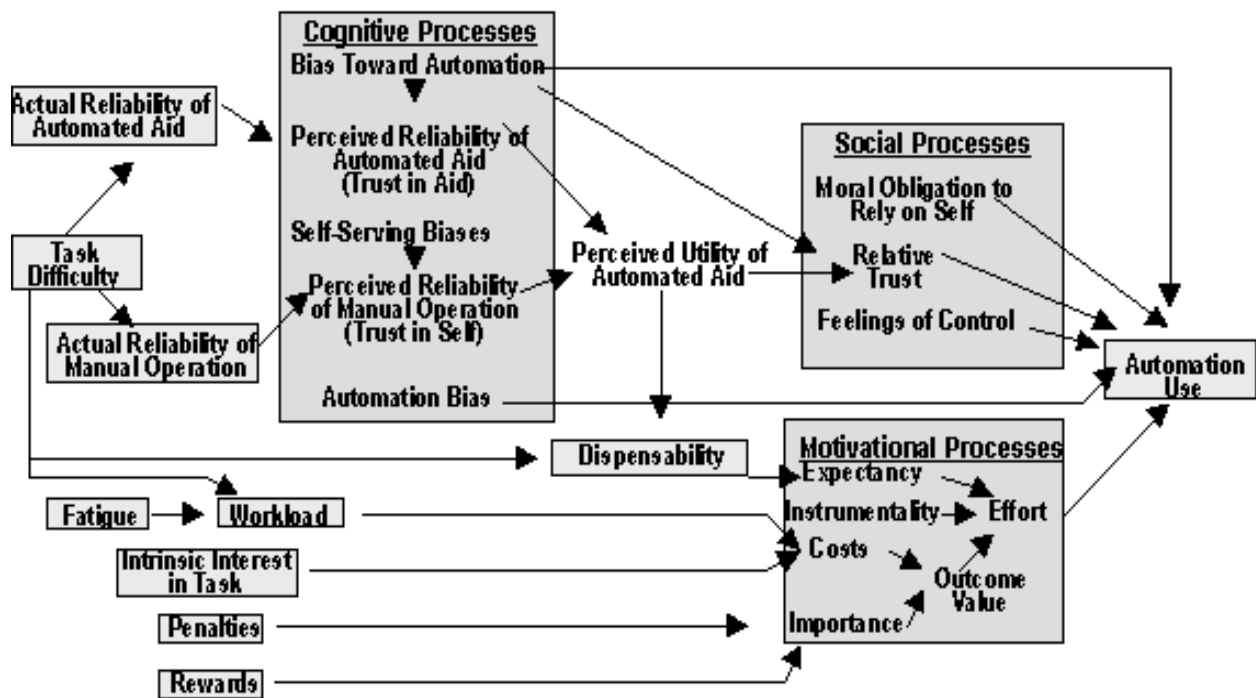 Cognitive Processes
Bias Toward Automation
Actual Reliability of
Automated Aid
Perceived Reliability of
Automated Aid
(Trust in Aid)
Self-Serving Biases
Perceived Reliability
of Manual Operation
(Trust in Self)
Automation Bias
Task
Difficulty
Actual Reliability of
Manual Operation
Perceived Utility of
Automated Aid
Social Processes
Moral Obligation to
Rely on Self
Relative
Trust
Feelings of Control
Automation
Use
Dispensability
Motivational Processes
Expectancy
Instrumentality
Effort
Costs
Outcome
Value
Importance
Fatigue
Workload
Intrinsic Interest
in Task
Penalties
Rewards